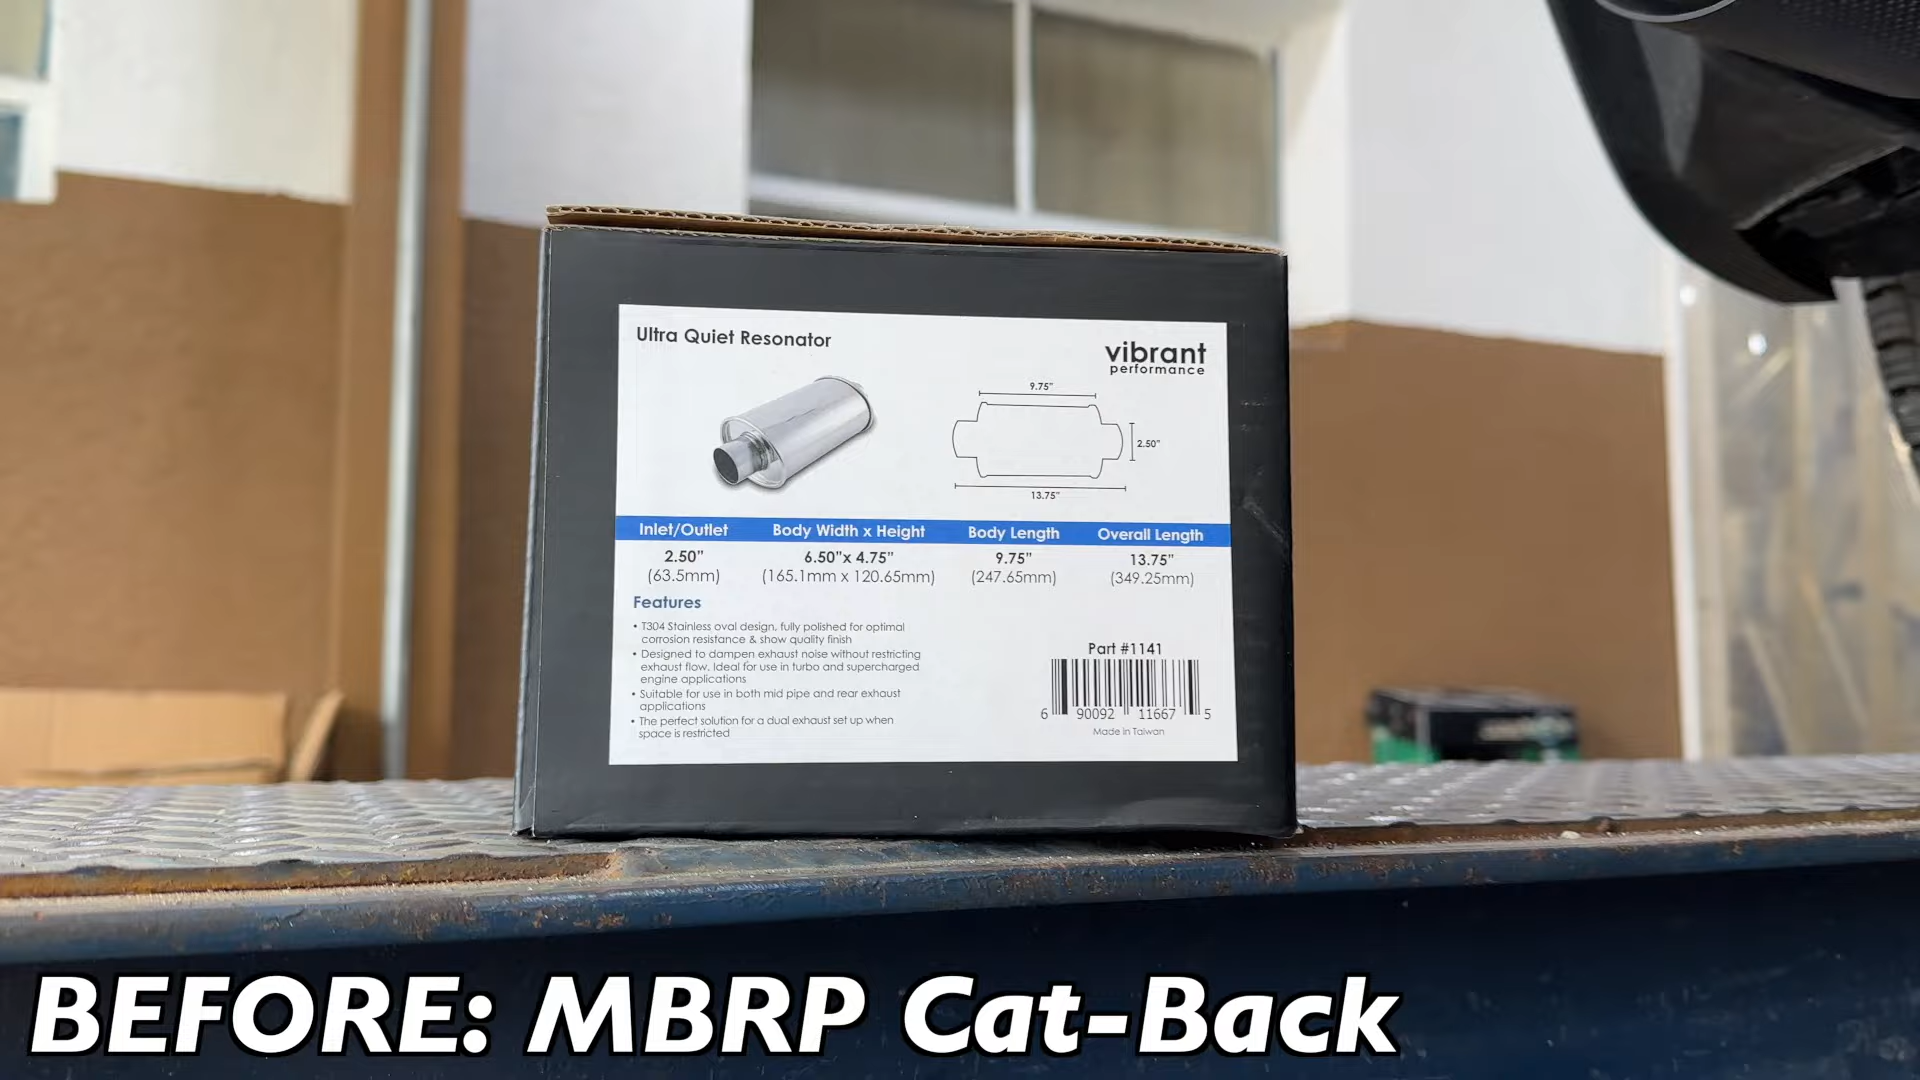 Ultra Quiet Resonator
vibrant
performance
9.75"
2.50"
13.75"
Inlet/Outlet Body Width x Height Body Length Overall Length
2.50" 6.50"x 4.75" 9.75" 13.75"
(63.5mm) (165.1mm x 120.65mm) (247.65mm) (349.25mm)
Features
• T304 Stainless oval design, fully polished for optimal
corrosion resistance & show quality finish
• Designed to dampen exhaust noise without restricting
exhaust flow. Ideal for use in turbo and supercharged
engine applications
• Suitable for use in both mid pipe and rear exhaust
applications
• The perfect solution for a dual exhaust set up when
space is restricted
Part #1141
6 90092 11667 5
Made in Taiwan
BEFORE: MBRP Cat-Back